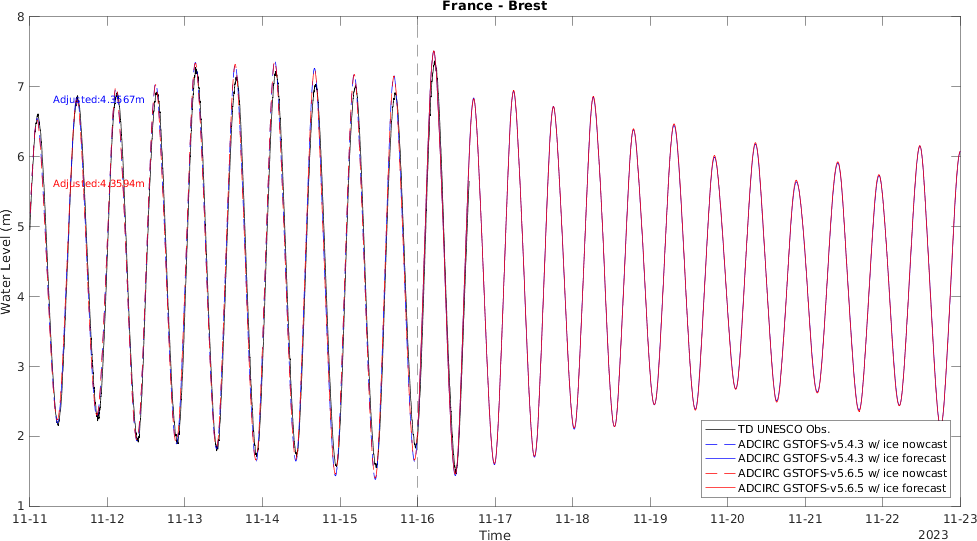 France - Brest
8
7
6
5
4
3
2
1
Water Level (m)
Adjusted:4.3567m
Adjusted:4.3594m
TD UNESCO Obs.
ADCIRC GSTOFS-v5.4.3 w/ ice nowcast
ADCIRC GSTOFS-v5.4.3 w/ ice forecast
ADCIRC GSTOFS-v5.6.5 w/ ice nowcast
ADCIRC GSTOFS-v5.6.5 w/ ice forecast
11-11 11-12 11-13 11-14 11-15 11-16 11-17 11-18 11-19 11-20 11-21 11-22 11-23
Time
2023